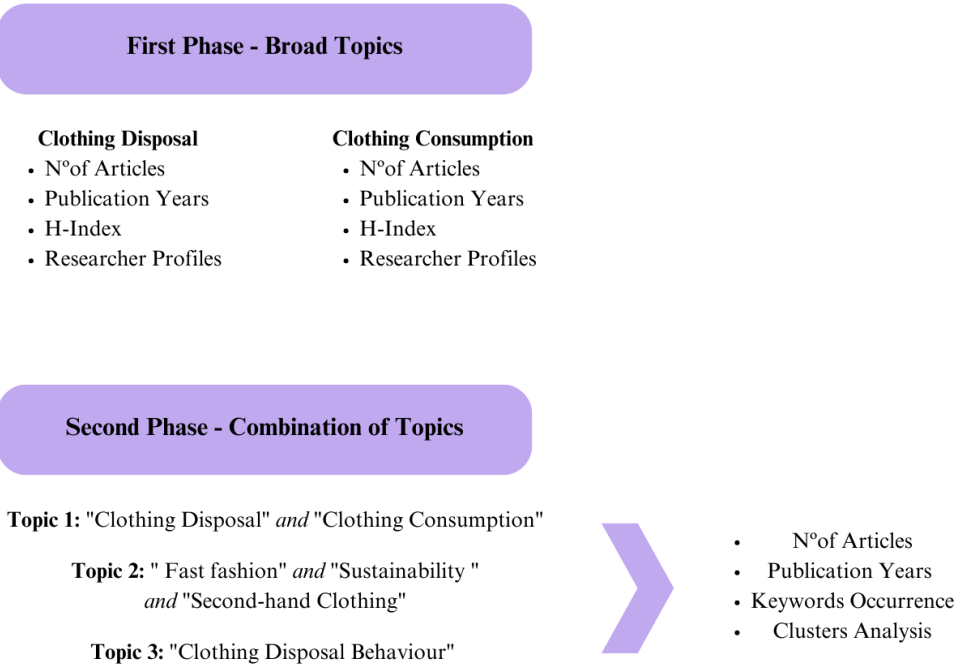 First Phase - Broad Topics
Clothing Disposal
• NºofArticles
• Publication Years
• H-Index
• Researcher Profiles
Clothing Consumption
• NºofArticles
• Publication Years
• H-Index
• Researcher Profiles
Second Phase - Combination of Topics
Topic 1: "Clothing Disposal" and "Clothing Consumption"
Topic 2: " Fast fashion" and "Sustainability "
and "Second-hand Clothing"
Topic 3: "Clothing Disposal Behaviour"
• Nºof Articles
• Publication Years
• Keywords Occurrence
• Clusters Analysis